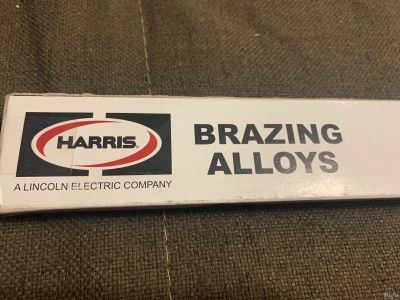 HARRIS
BRAZING
ALLOYS
A LINCOLN ELECTRIC COMPANY